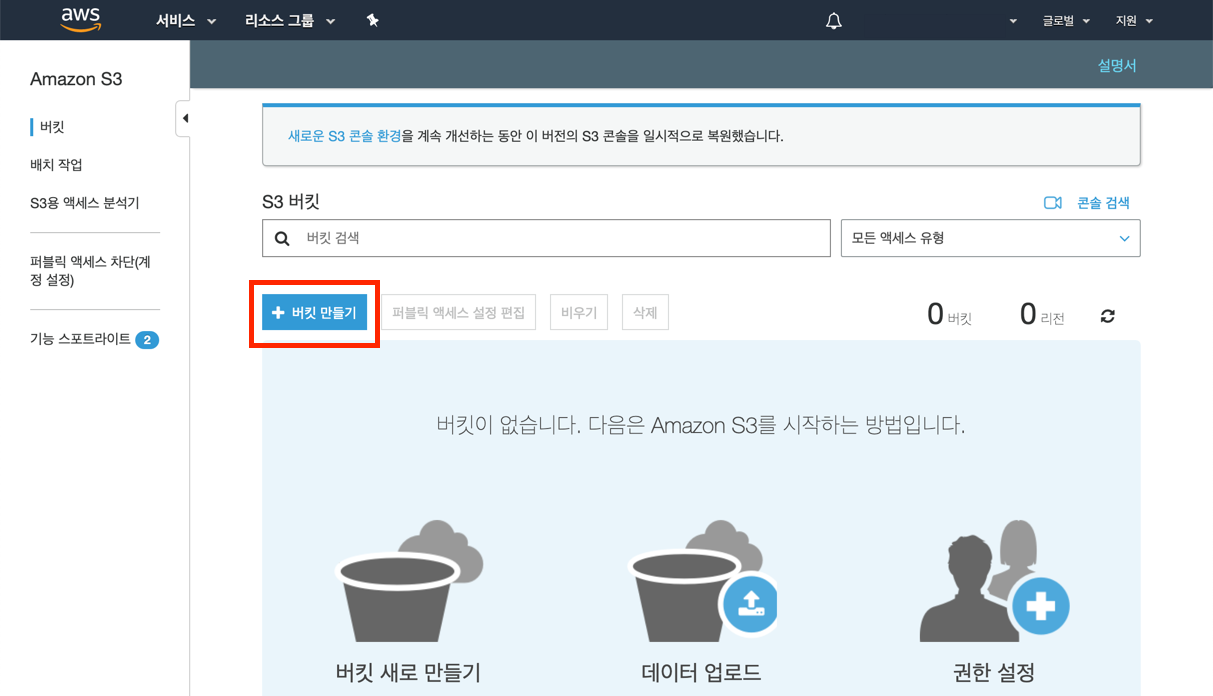 aws 서비스 리소스 그룹 글로벌 지원
설명서
Amazon S3
버킷
배치 작업
S3용 액세스 분석기
퍼블릭 액세스 차단(계
정 설정)
기능 스포트라이트 2
새로운 S3 콘솔 환경을 계속 개선하는 동안 이 버전의 S3 콘솔을 일시적으로 복원했습니다.
S3 버킷 콘솔 검색
버킷 검색 모든 액세스 유형
버킷 만들기 퍼블릭 액세스 설정 편집 비우기 삭제 0 버킷 0 리전
버킷이 없습니다. 다음은 Amazon S3를 시작하는 방법입니다.
버킷 새로 만들기 데이터 업로드 권한 설정